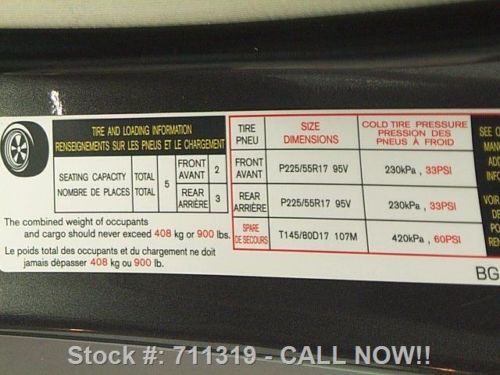 TIRE AND LOADING INFORMATION
RENSEIGNEMENTS SUR LES PNEUS ET LE CHARGEMENT
SEATING CAPACITY TOTAL 5 FRONT 2
NOMBRE DE PLACES TOTAL AVANT
REAR 3
ARRIÈRE
The combined weight of occupants
and cargo should never exceed 408 kg or 900 lbs.
Le poids total des occupants et du chargement ne doit
jamais dépasser 408 kg ou 900 lb.
TIRE SIZE COLD TIRE PRESSURE
PNEU DIMENSIONS PRESSION DES
PNEUS À FROID
FRONT P225/55R17 95V 230kPa , 33PSI
AVANT
REAR P225/55R17 95V 230kPa , 33PSI
ARRIÈRE
SPARE T145/80D17 107M 420kPa , 60PSI
DE SECOURS
SEE
VOIR
BG
Stock #: 711319 - CALL NOW!!